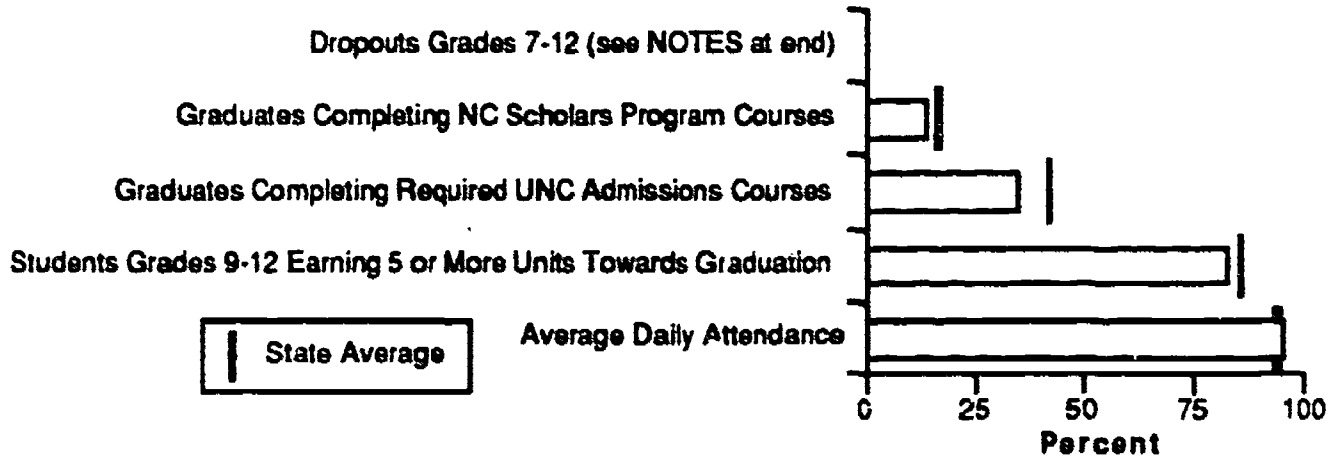 Dropouts Grades 7-12 (see NOTES at end)
Graduates Completing NC Scholars Program Courses
Graduates Completing Required UNC Admissions Courses
Students Grades 9-12 Earning 5 or More Units Towards Graduation
Average Daily Attendance
State Average
0 25 50 75 100
Percent